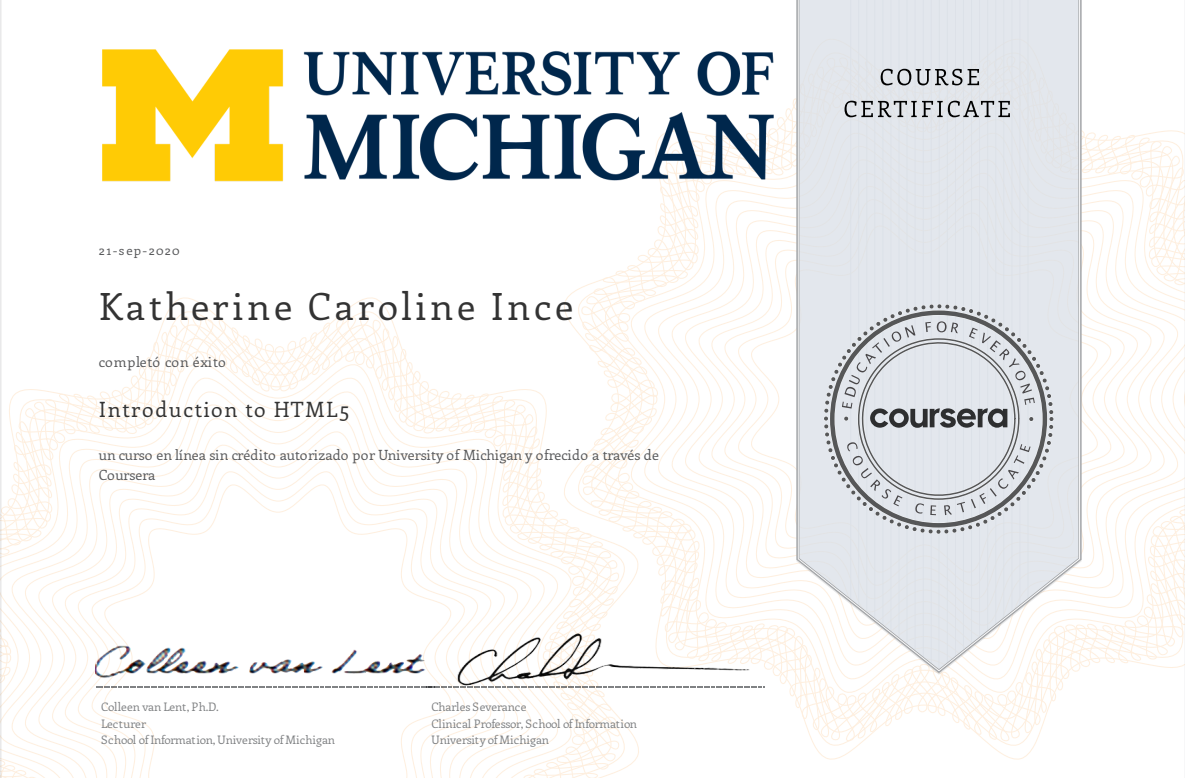 UNIVERSITY OF
MICHIGAN
COURSE
CERTIFICATE
21-sep-2020
Katherine Caroline Ince
completó con éxito
Introduction to HTML5
un curso en línea sin crédito autorizado por University of Michigan y ofrecido a través de
Coursera
EDUCATION FOR EVERYONE
coursera
COURSE CERTIFICATE
Colleen van Lent
Colleen van Lent, Ph.D.
Lecturer
School of Information, University of Michigan
Charles Severance
Clinical Professor, School of Information
University of Michigan